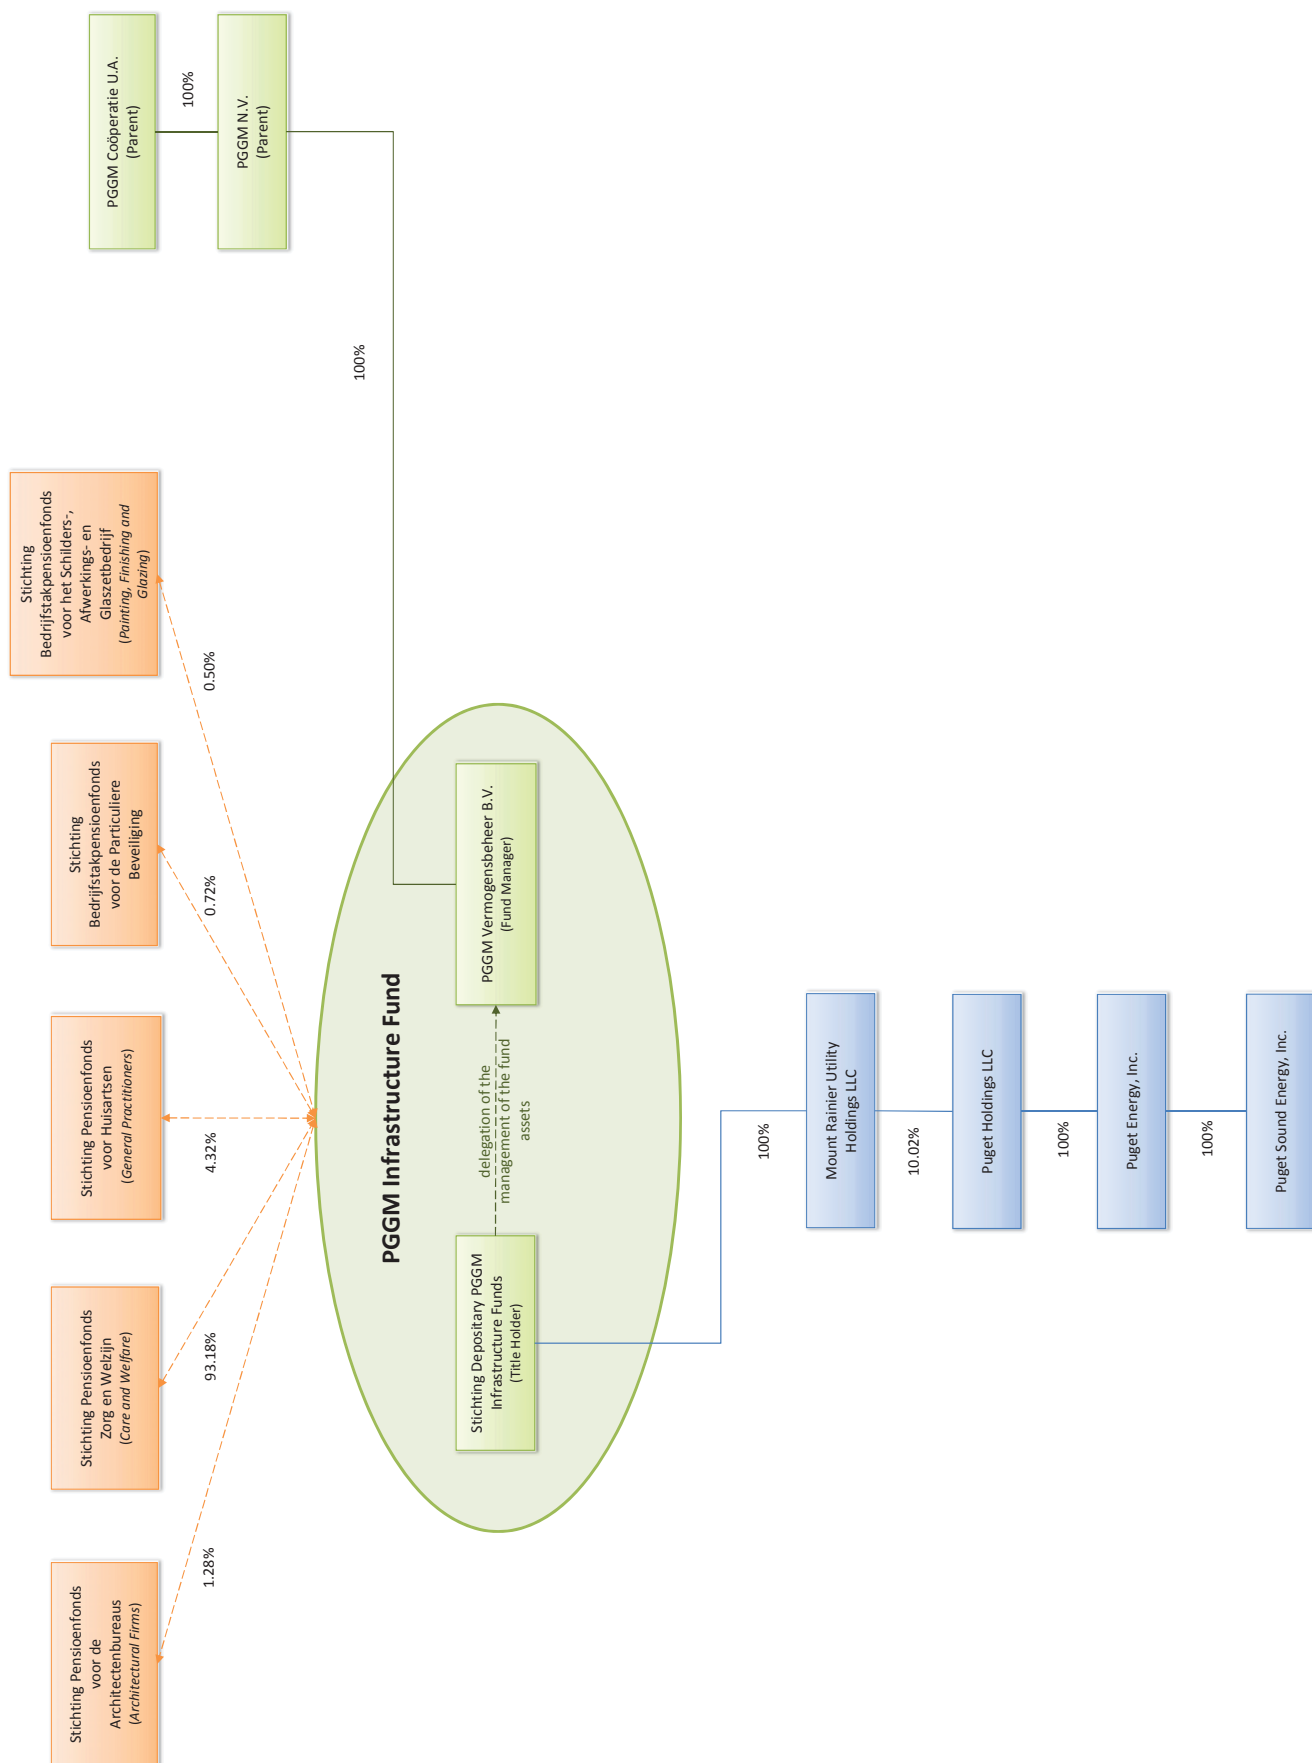 Stichting Pensioenfonds
voor de
Architectenbureaus
(Architectural Firms)
Stichting Pensioenfonds
Zorg en Welzijn
(Care and Welfare)
Stichting Pensioenfonds
voor Huisartsen
(General Practitioners)
Stichting
Bedrijfstakpensioenfonds
voor de Particuliere
Beveiliging
Stichting
Bedrijfstakpensioenfonds
voor het Schilders-,
Afwerkings- en
Glaszetbedrijf
(Painting, Finishing and
Glazing)
PGGM Coöperatie U.A.
(Parent)
100%
PGGM N.V.
(Parent)
1.28%
93.18%
4.32%
0.72%
0.50%
100%
PGGM Infrastructure Fund
Stichting Depositary PGGM
Infrastructure Funds
(Title Holder)
delegation of the
management of the fund
assets
PGGM Vermogensbeheer B.V.
(Fund Manager)
100%
Mount Rainier Utility
Holdings LLC
10.02%
Puget Holdings LLC
100%
Puget Energy, Inc.
100%
Puget Sound Energy, Inc.